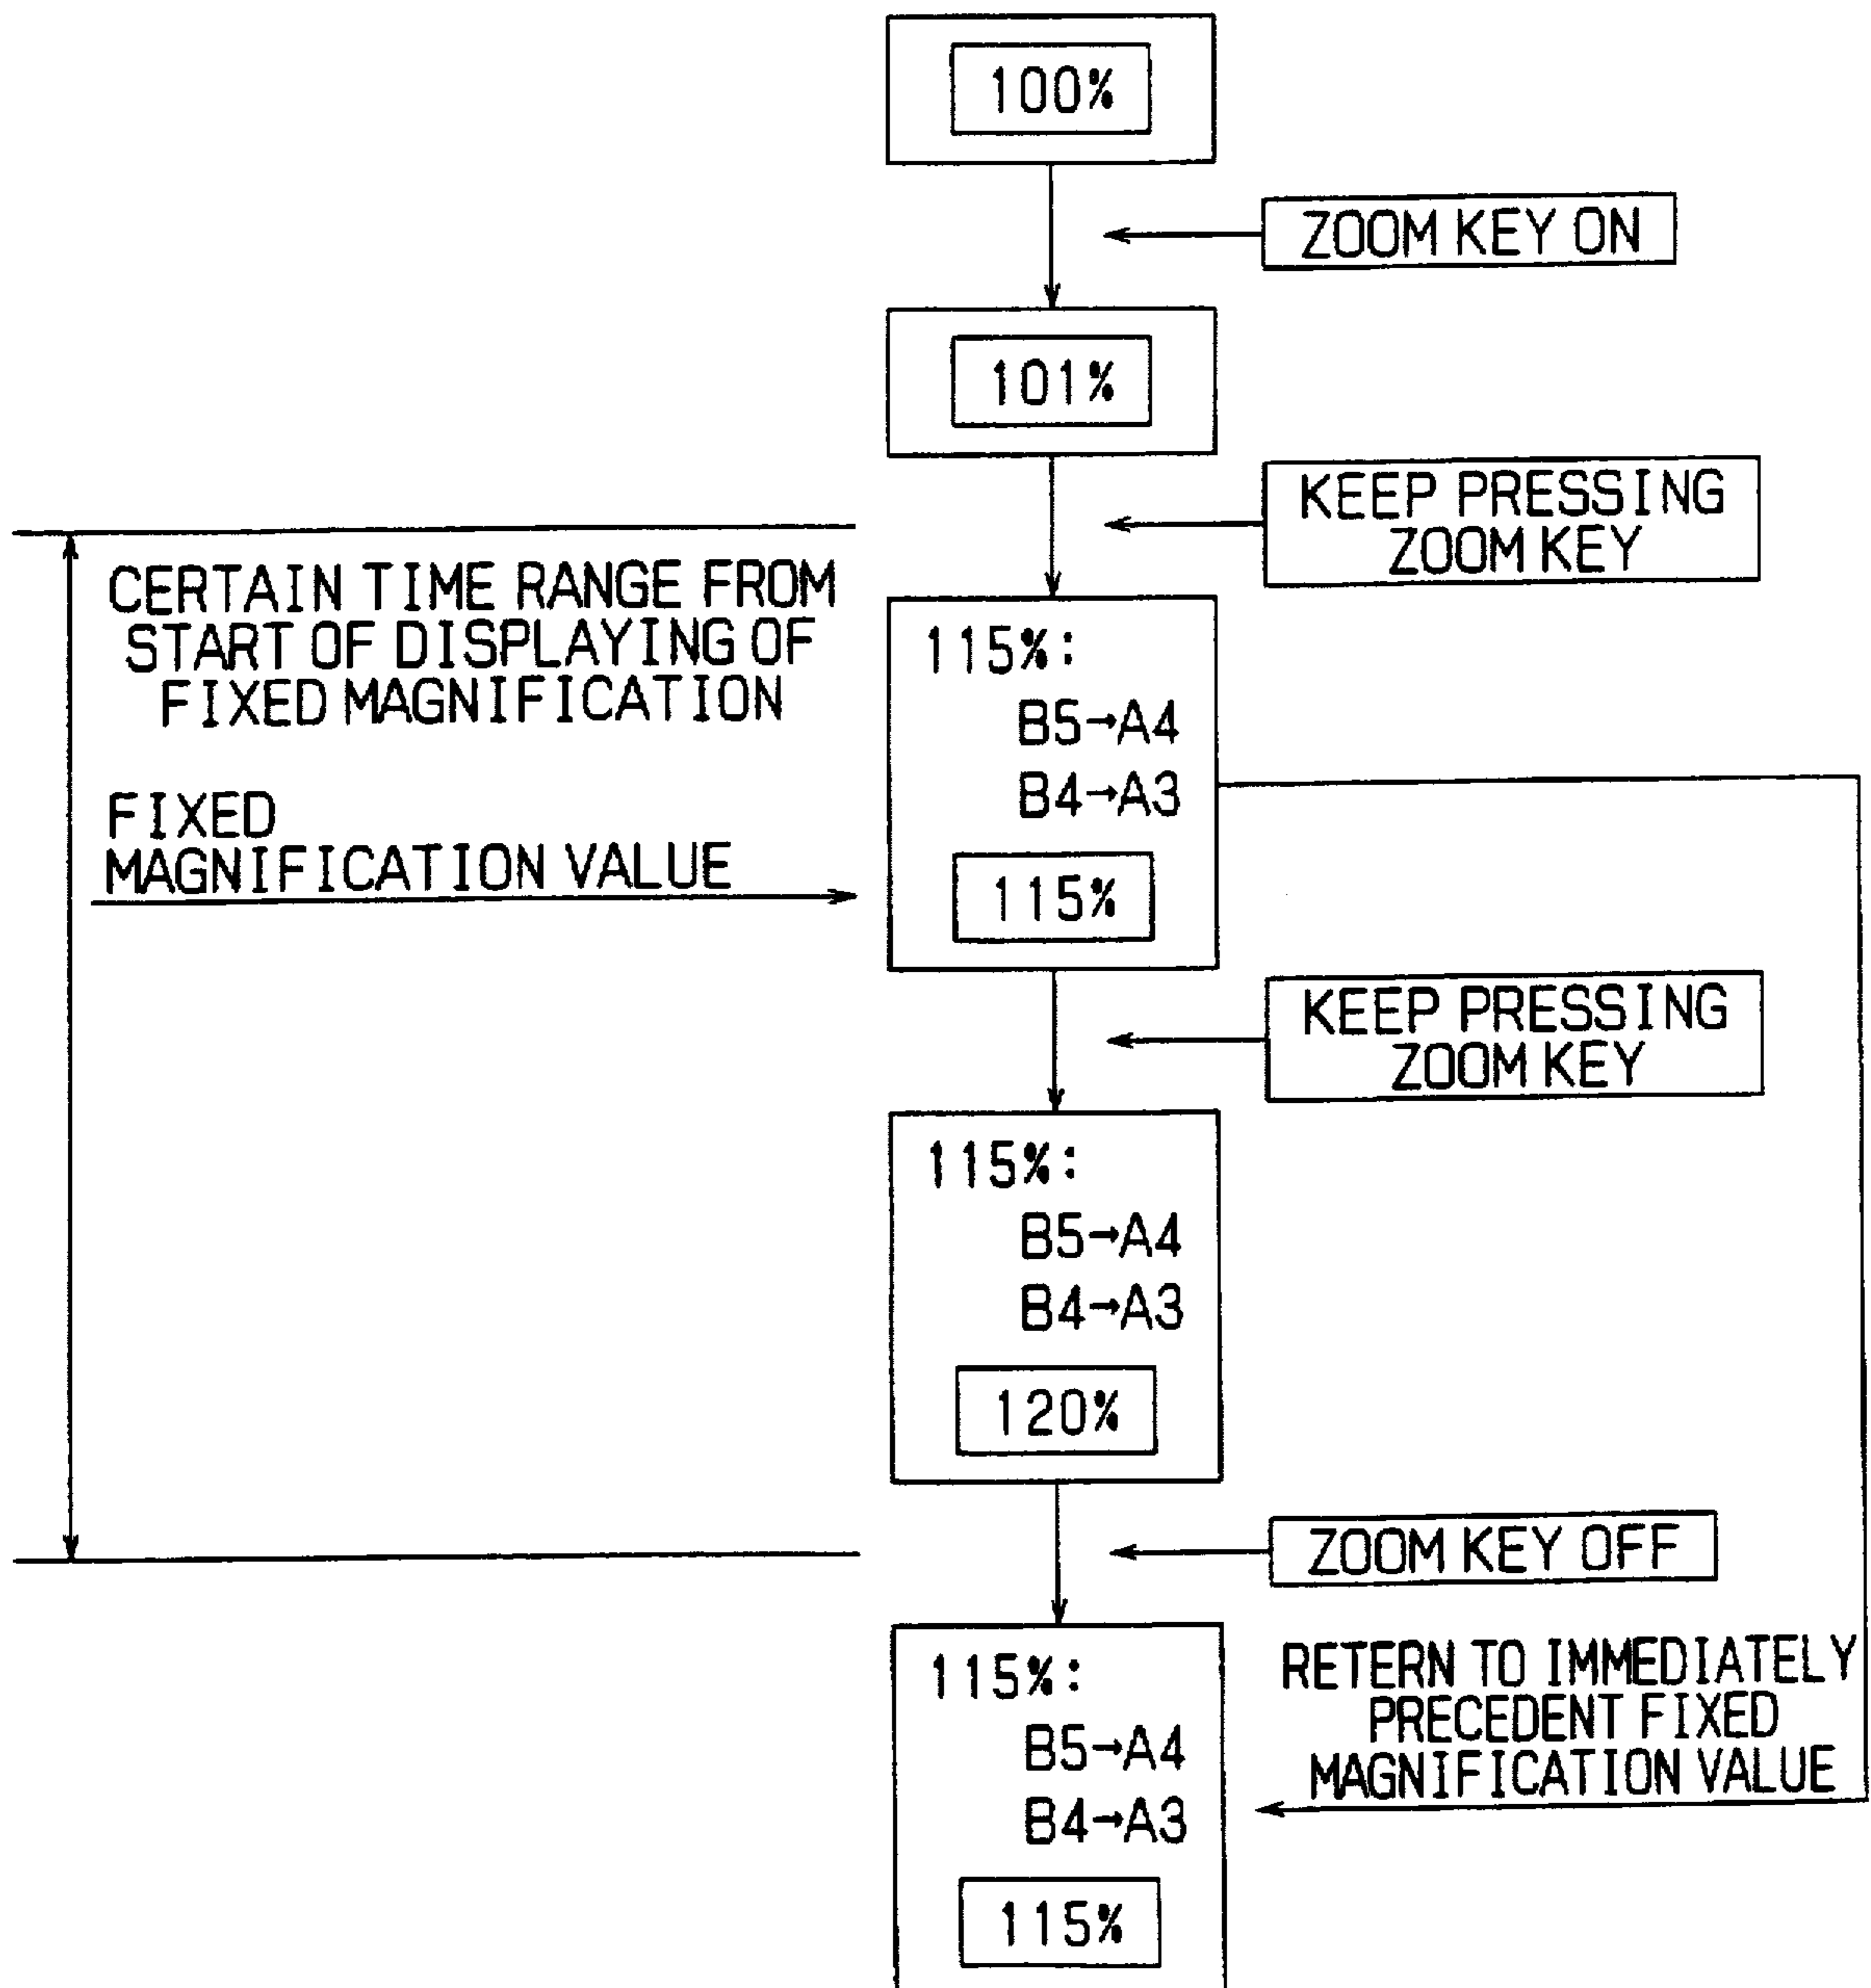 100%
ZOOM KEY ON
101%
KEEP PRESSING
ZOOM KEY
CERTAIN TIME RANGE FROM
START OF DISPLAYING OF
FIXED MAGNIFICATION
115%:
B5→A4
B4→A3
115%
FIXED
MAGNIFICATION VALUE
KEEP PRESSING
ZOOM KEY
115%:
B5→A4
B4→A3
120%
ZOOM KEY OFF
115%:
B5→A4
B4→A3
115%
RETERN TO IMMEDIATELY
PRECEDENT FIXED
MAGNIFICATION VALUE